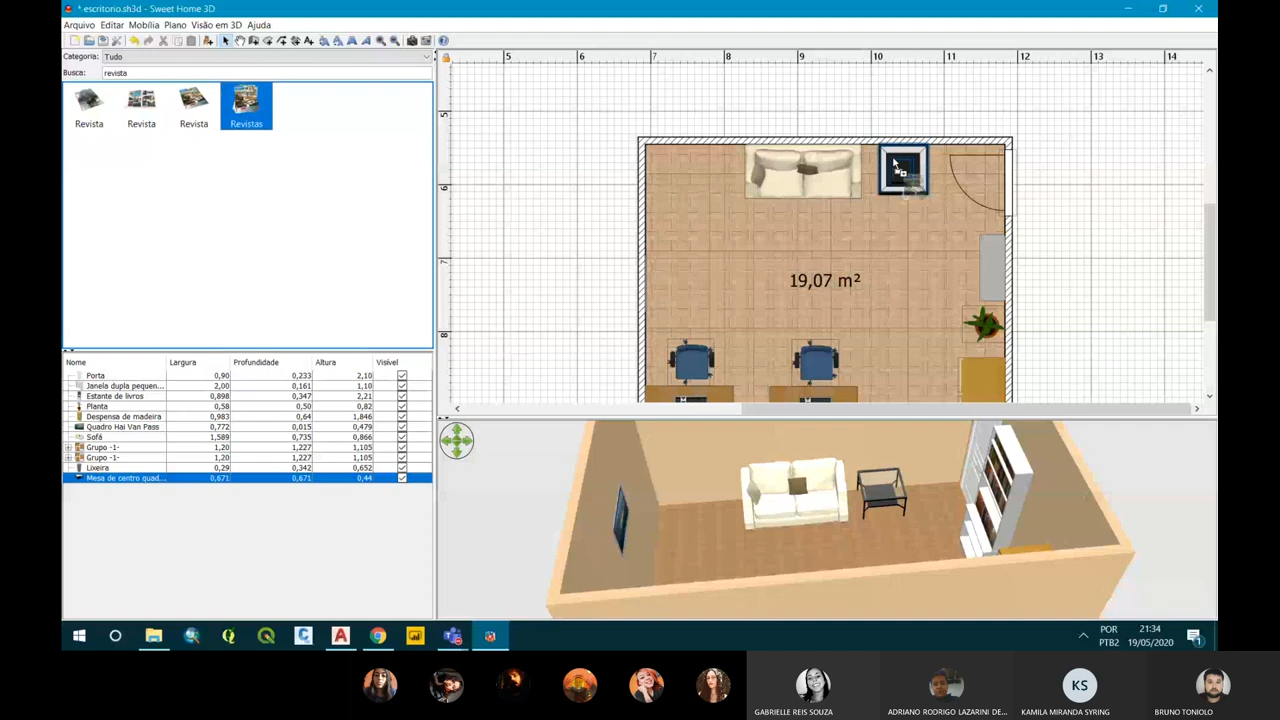 * escritorio.sh3d - Sweet Home 3D
Arquivo Editar Mobília Plano Visão em 3D Ajuda
Categoria: Tudo
Busca: revista
Revista Revista Revista Revistas
5 7 8 9 10 11 12 13 14
5
6
7
8
19,07 m²
Nome Largura Profundidade Altura Visível
Porta 0,90 0,233 2,10
Janela dupla pequen... 2,00 0,161 1,10
Estante de livros 0,898 0,347 2,21
Planta 0,58 0,50 0,82
Despensa de madeira 0,983 0,64 1,846
Quadro Hai Van Pass 0,772 0,015 0,479
Sofá 1,589 0,735 0,866
Grupo -1- 1,20 1,227 1,105
Grupo -1- 1,20 1,227 1,105
Lixeira 0,29 0,342 0,652
Mesa de centro quad... 0,671 0,671 0,44
POR
PTB2
21:34
19/05/2020
KS
GABRIELLE REIS SOUZA
ADRIANO RODRIGO LAZARINI DE...
KAMILA MIRANDA SYRING
BRUNO TONIOLO